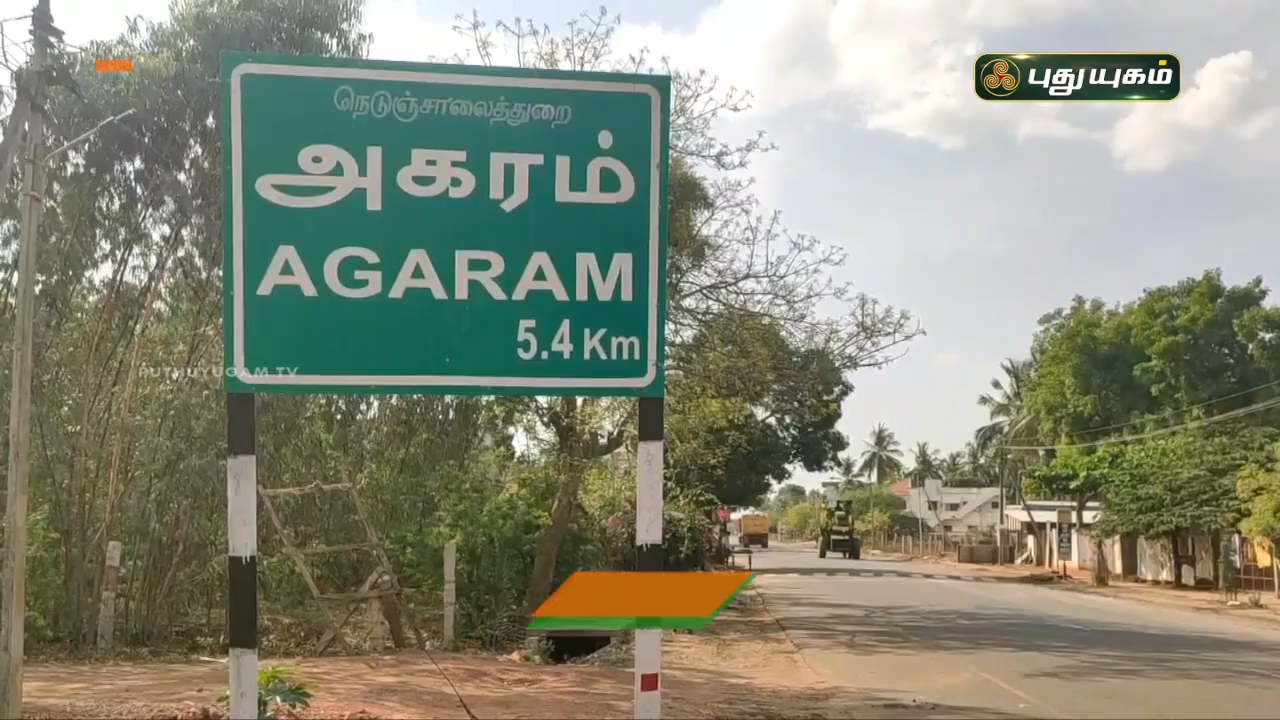 புதுயுகம்
நெடுஞ்சாலைத்துறை
அகரம்
AGARAM
5.4 Km
PUTHUYUGAM TV